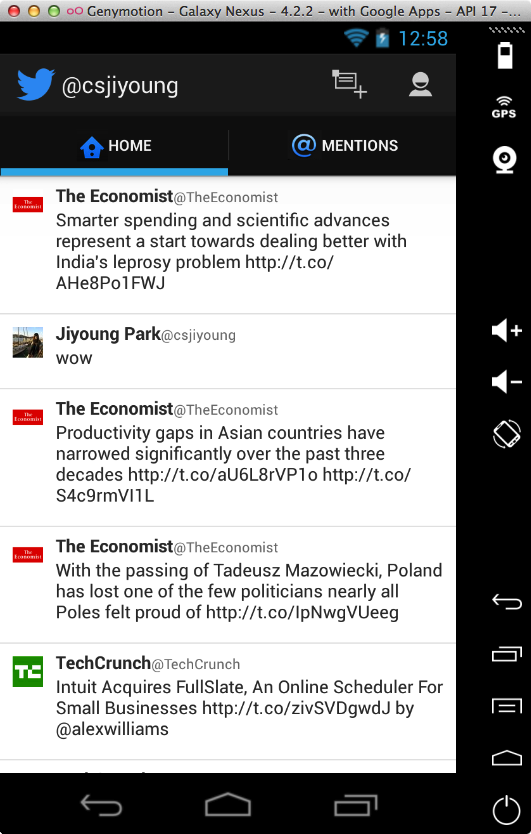 Genymotion – Galaxy Nexus – 4.2.2 – with Google Apps – API 17 –...
12:58
GPS
@csjiyoung
HOME
@ MENTIONS
The Economist@TheEconomist
The Economist
Smarter spending and scientific advances
represent a start towards dealing better with
India's leprosy problem http://t.co/
AHe8Po1FWJ
Jiyoung Park@csjiyoung
wow
The Economist@TheEconomist
The Economist
Productivity gaps in Asian countries have
narrowed significantly over the past three
decades http://t.co/aU6L8rVP1o http://t.co/
S4c9rmVI1L
The Economist@TheEconomist
The Economist
With the passing of Tadeusz Mazowiecki, Poland
has lost one of the few politicians nearly all
Poles felt proud of http://t.co/IpNwgVUeeg
TechCrunch@TechCrunch
TC
Intuit Acquires FullSlate, An Online Scheduler For
Small Businesses http://t.co/zivSVDgwdJ by
@alexwilliams